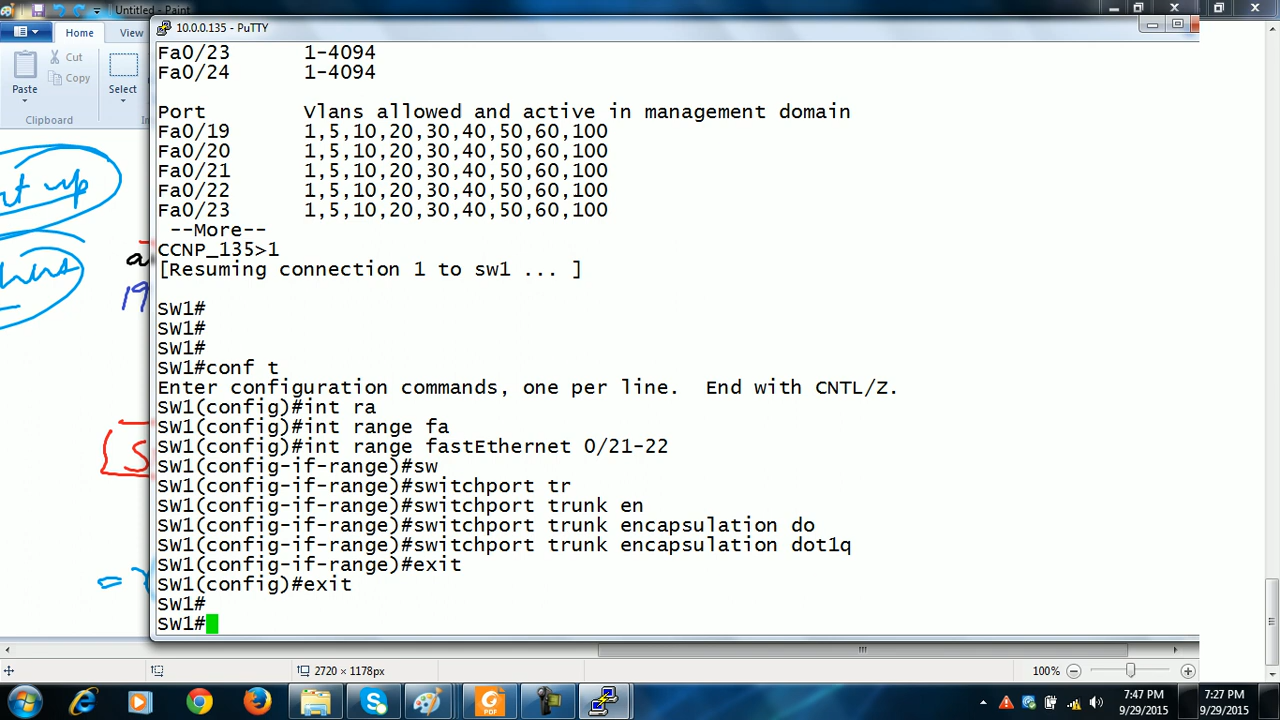 Untitled - Paint
10.0.0.135 - PuTTY
Home
View
Cut
Copy
Paste
Select
Clipboard
Fa0/23 1-4094
Fa0/24 1-4094
Port Vlans allowed and active in management domain
Fa0/19 1,5,10,20,30,40,50,60,100
Fa0/20 1,5,10,20,30,40,50,60,100
Fa0/21 1,5,10,20,30,40,50,60,100
Fa0/22 1,5,10,20,30,40,50,60,100
Fa0/23 1,5,10,20,30,40,50,60,100
--More--
CCNP_135>1
[Resuming connection 1 to sw1 ... ]
SW1#
SW1#
SW1#
SW1#conf t
Enter configuration commands, one per line. End with CNTL/Z.
SW1(config)#int ra
SW1(config)#int range fa
SW1(config)#int range fastEthernet 0/21-22
SW1(config-if-range)#sw
SW1(config-if-range)#switchport tr
SW1(config-if-range)#switchport trunk en
SW1(config-if-range)#switchport trunk encapsulation do
SW1(config-if-range)#switchport trunk encapsulation dot1q
SW1(config-if-range)#exit
SW1(config)#exit
SW1#
SW1#
up
19
S
2720 × 1178px
100%
PDF
7:47 PM
9/29/2015
7:27 PM
9/29/2015